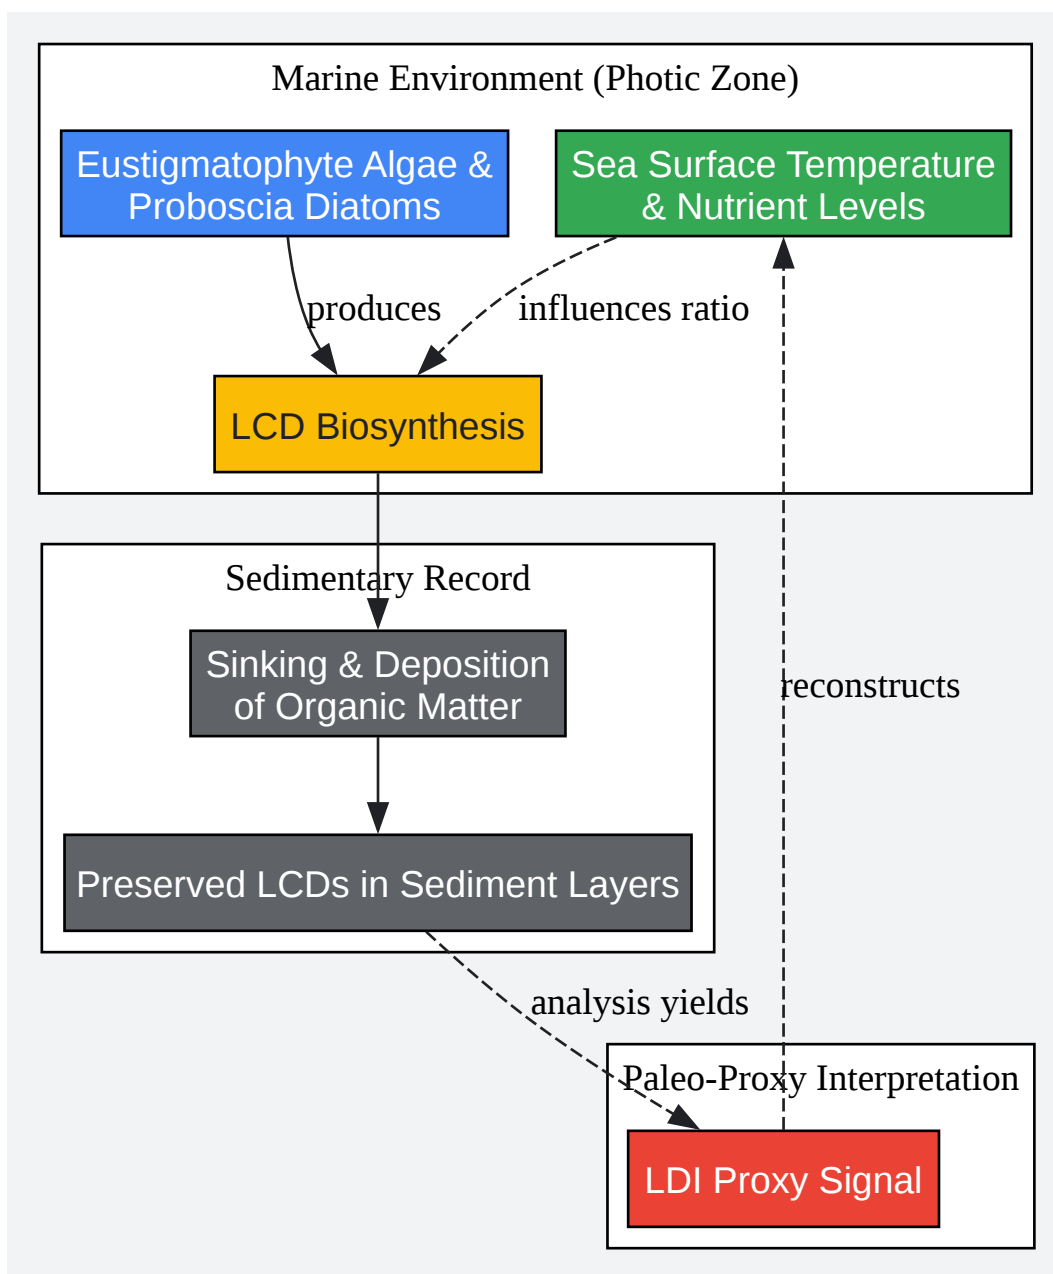 Marine Environment (Photic Zone)
Eustigmatophyte Algae &
Proboscia Diatoms
Sea Surface Temperature
& Nutrient Levels
produces
influences ratio
LCD Biosynthesis
Sedimentary Record
Sinking & Deposition
of Organic Matter
reconstructs
Preserved LCDs in Sediment Layers
analysis yields
Paleo-Proxy Interpretation
LDI Proxy Signal